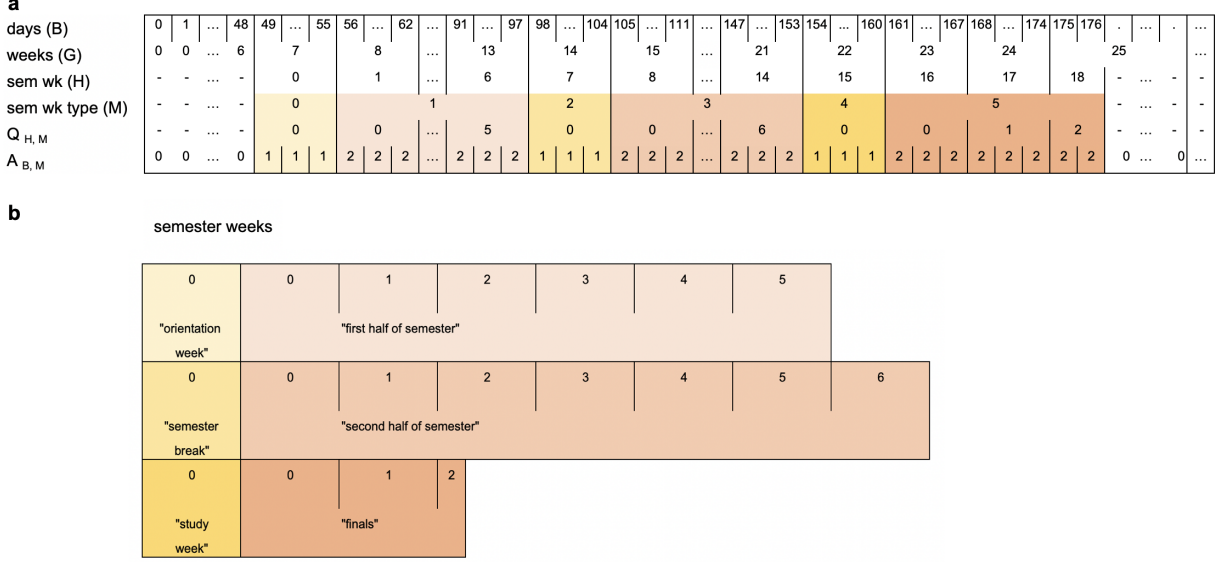 a
days (B) 0 1 ... 48 49 ... 55 56 ... 62 ... 91 ... 97 98 ... 104 105 ... 111 ... 147 ... 153 154 ... 160 161 ... 167 168 ... 174 175 176 . ... . ...
weeks (G) 0 0 ... 6 7 8 ... 13 14 15 ... 21 22 23 24 25 ...
sem wk (H) - - ... - 0 1 ... 6 7 8 ... 14 15 16 17 18 - ... - -
sem wk type (M) - - ... - 0 1 2 3 4 5 - ... - -
Q H, M - - ... - 0 0 ... 5 0 0 ... 6 0 0 1 2 - ... - -
A B, M 0 0 ... 0 1 1 1 2 2 2 ... 2 2 2 1 1 1 2 2 2 ... 2 2 2 1 1 1 2 2 2 2 2 2 2 2 0 ... 0 ...
b
semester weeks
0 0 1 2 3 4 5
"orientation "first half of semester"
week"
0 0 1 2 3 4 5 6
"semester "second half of semester"
break"
0 0 1 2
"study "finals"
week"